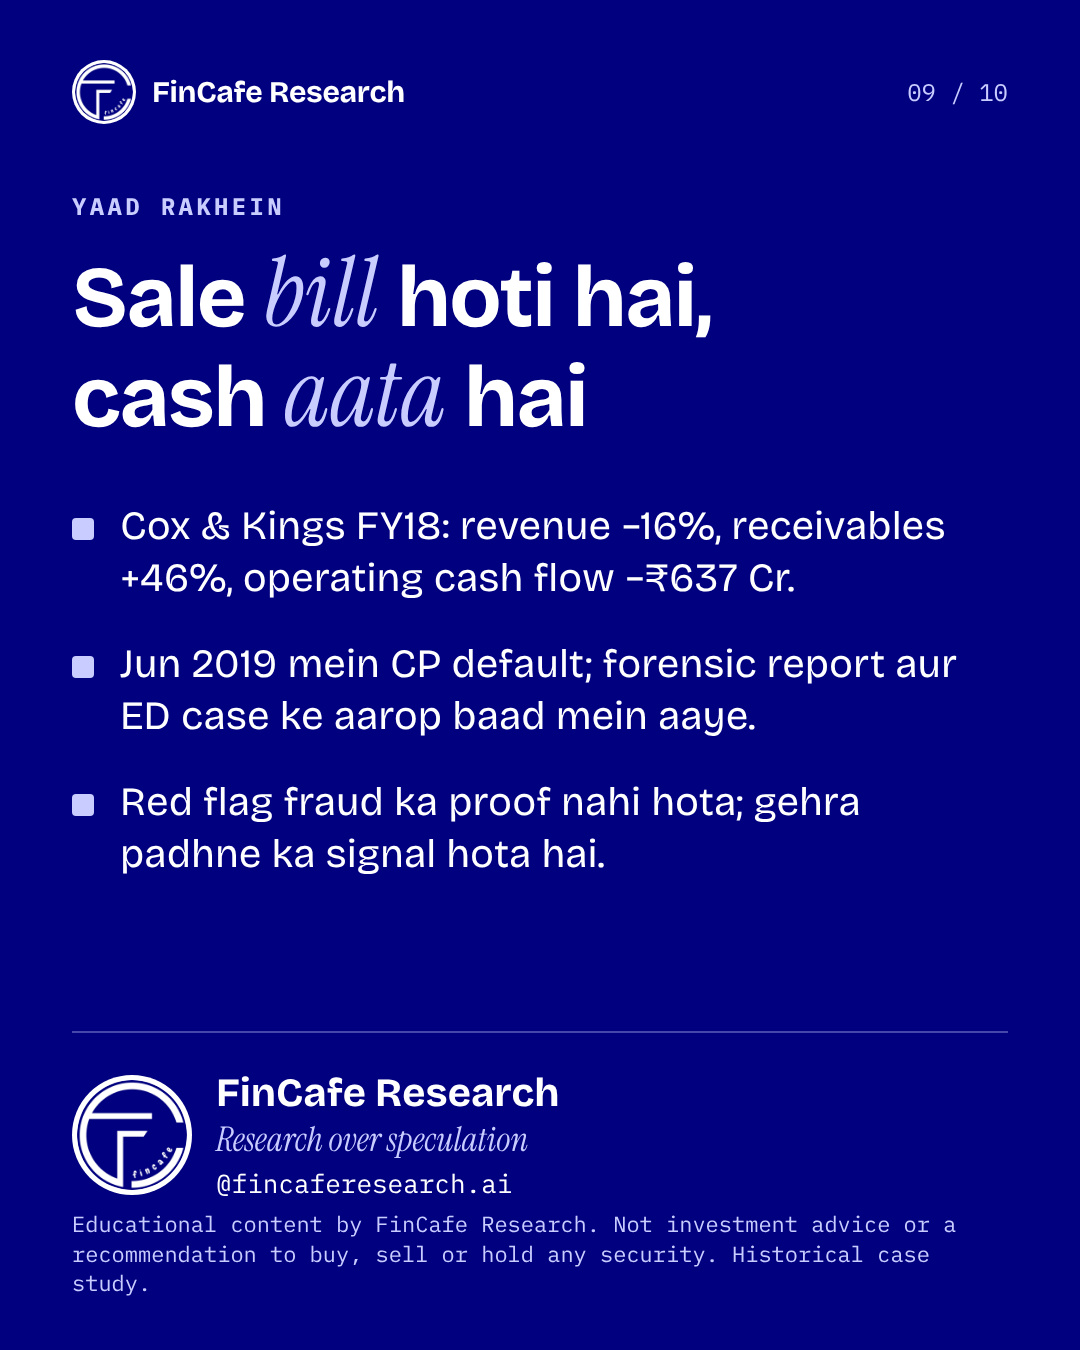 FinCafe Research
09 / 10
YAAD RAKHEIN
Sale bill hoti hai,
cash aata hai
Cox & Kings FY18: revenue –16%, receivables
+46%, operating cash flow –₹637 Cr.
Jun 2019 mein CP default; forensic report aur
ED case ke aarop baad mein aaye.
Red flag fraud ka proof nahi hota; gehra
padhne ka signal hota hai.
fincafe
FinCafe Research
Research over speculation
@fincaferesearch.ai
Educational content by FinCafe Research. Not investment advice or a
recommendation to buy, sell or hold any security. Historical case
study.